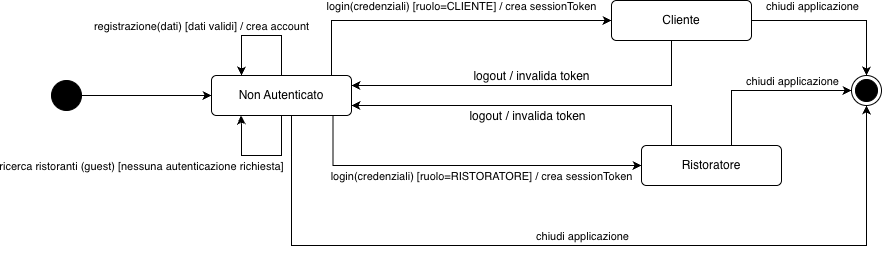 login(credenziali) [ruolo=CLIENTE] / crea sessionToken
chiudi applicazione
Cliente
registrazione(dati) [dati validi] / crea account
logout / invalida token
chiudi applicazione
Non Autenticato
logout / invalida token
ricerca ristoranti (guest) [nessuna autenticazione richiesta]
Ristoratore
login(credenziali) [ruolo=RISTORATORE] / crea sessionToken
chiudi applicazione